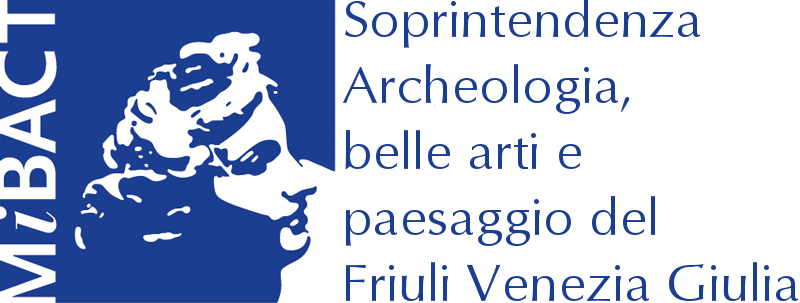 MiBACT
Soprintendenza
Archeologia,
belle arti e
paesaggio del
Friuli Venezia Giulia